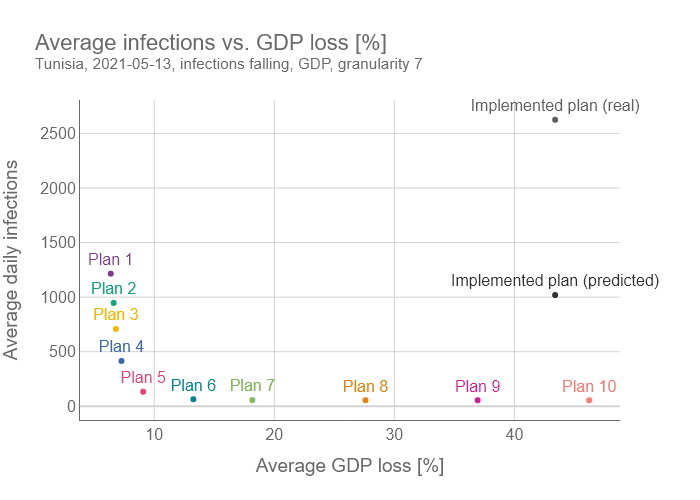 Average infections vs. GDP loss [%]
Tunisia, 2021-05-13, infections falling, GDP, granularity 7
Implemented plan (real)
2500
2000
1500
Plan 1
Implemented plan (predicted)
Plan 2
1000
Plan 3
Plan 4
500
Plan 5
Plan 6
Plan 7
Plan 8
Plan 9
Plan 10
0
10
20
30
40
Average GDP loss [%]
Average daily infections